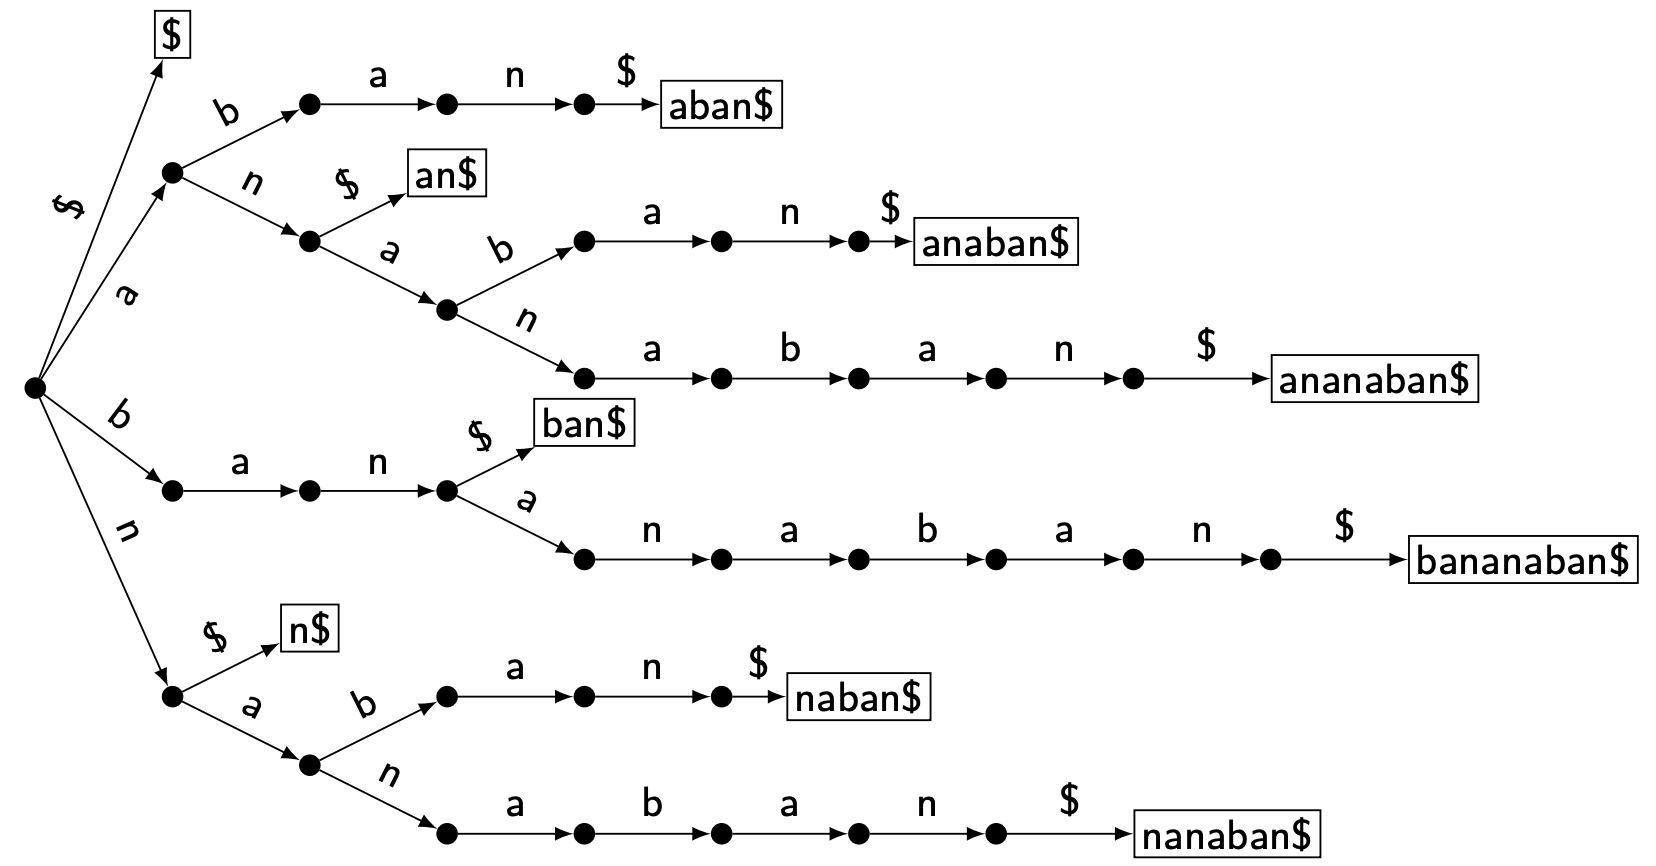 $
a n $
b aban$
$ an$
n a n $
$ b anaban$
a
a n a b a n $
ananaban$
b $ ban$
a n
a
n n a b a n $
bananaban$
$ n$
a n $
a b naban$
n
a b a n $
nanaban$